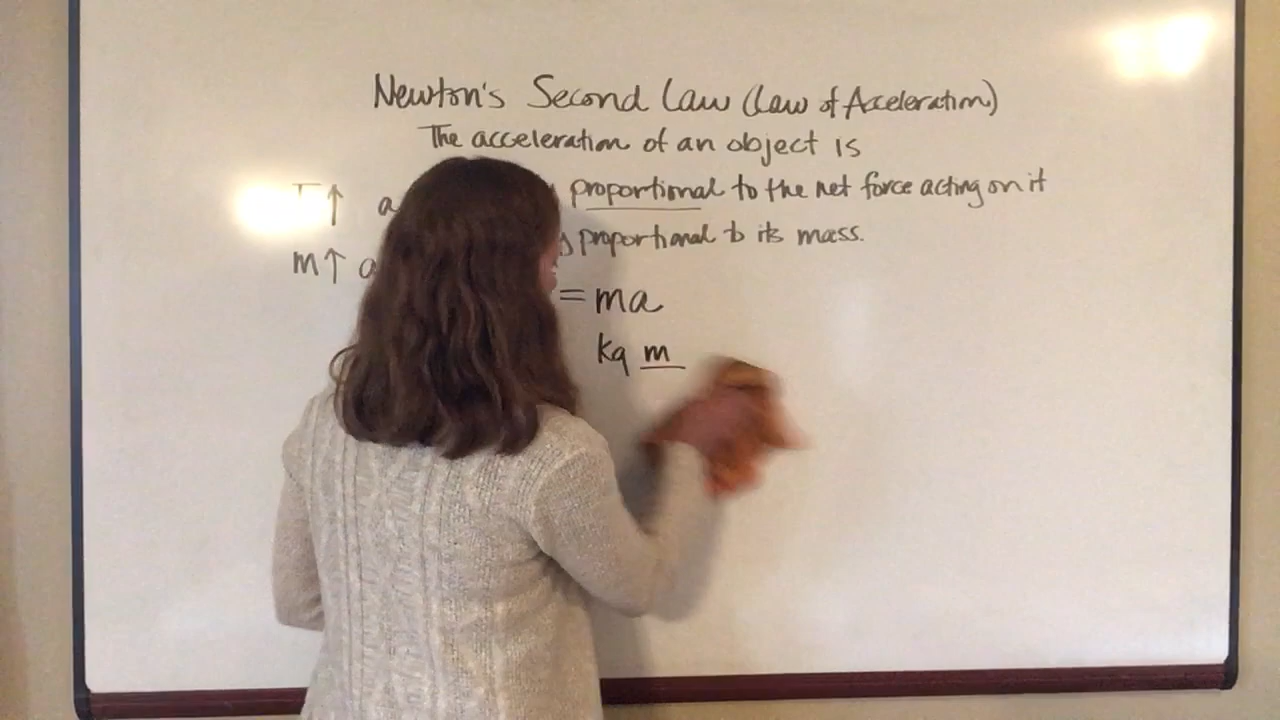 Newton's Second Law (Law of Aceleration)
The acceleration of an object is
proportional to the net force acting on it
↑ a
proportional to its mass.
m↑ a
= ma
kg m